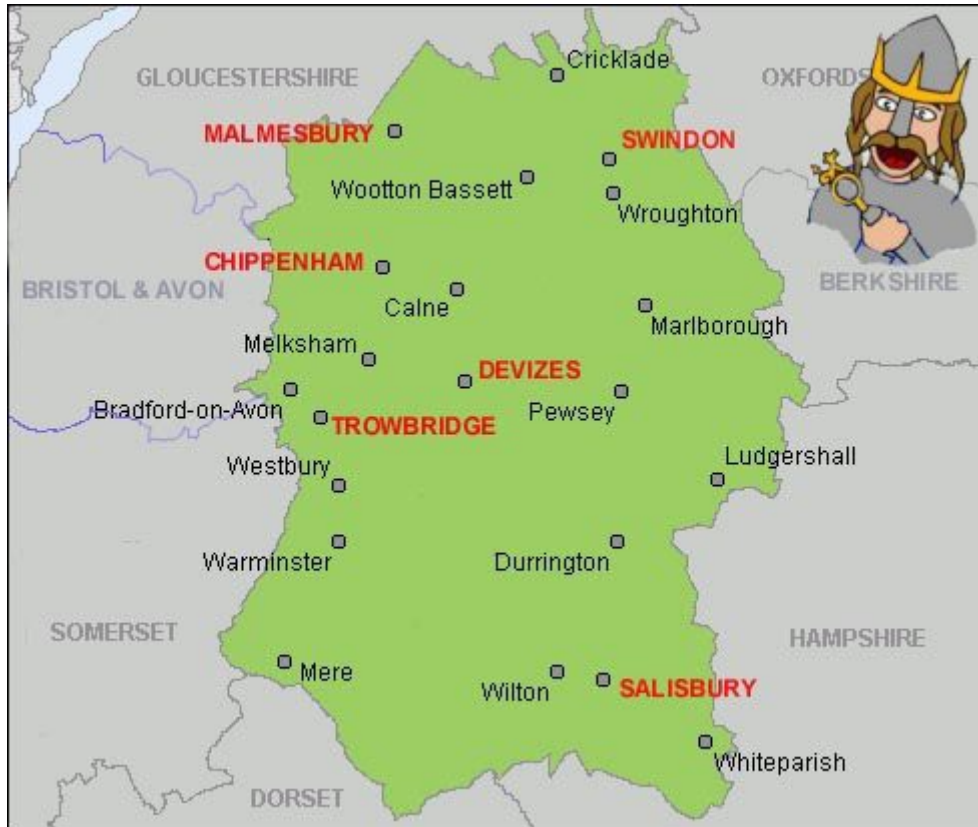 Cricklade
GLOUCESTERSHIRE
OXFORDS
MALMESBURY
SWINDON
Wootton Bassett
Wroughton
CHIPPENHAM
BRISTOL & AVON
BERKSHIRE
Calne
Marlborough
Melksham
DEVIZES
Bradford-on-Avon
Pewsey
TROWBRIDGE
Westbury
Ludgershall
Warminster
Durrington
SOMERSET
HAMPSHIRE
Mere
Wilton
SALISBURY
Whiteparish
DORSET